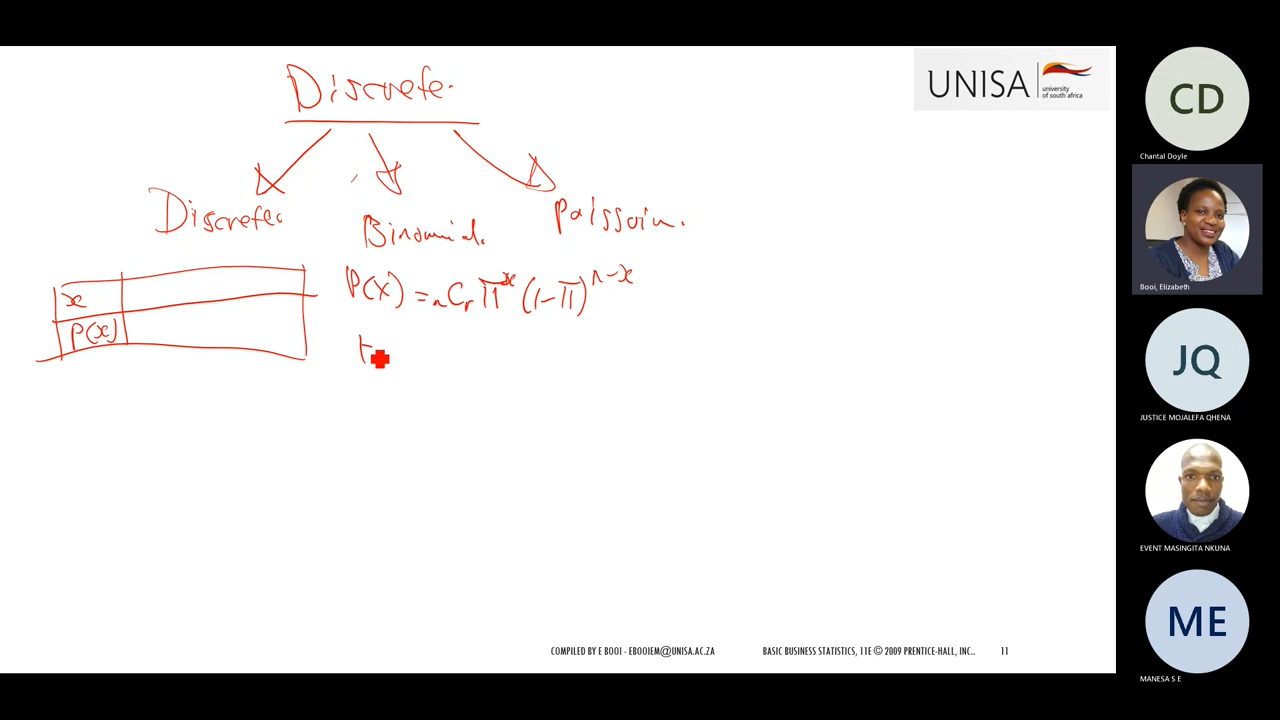 Discrete.
UNISA
university
of south africa
Discrete.
Binomial.
Poisson.
x
P(x)
P(X) = nCr π^x (1-π)^n-x
CD
Chantal Doyle
Booi, Elizabeth
JQ
JUSTICE MOJALEFA QHENA
EVENT MASINGITA NKUNA
ME
MANESA S E
COMPILED BY E BOOI - EBOOIEM@UNISA.AC.ZA
BASIC BUSINESS STATISTICS, 11E © 2009 PRENTICE-HALL, INC..
11